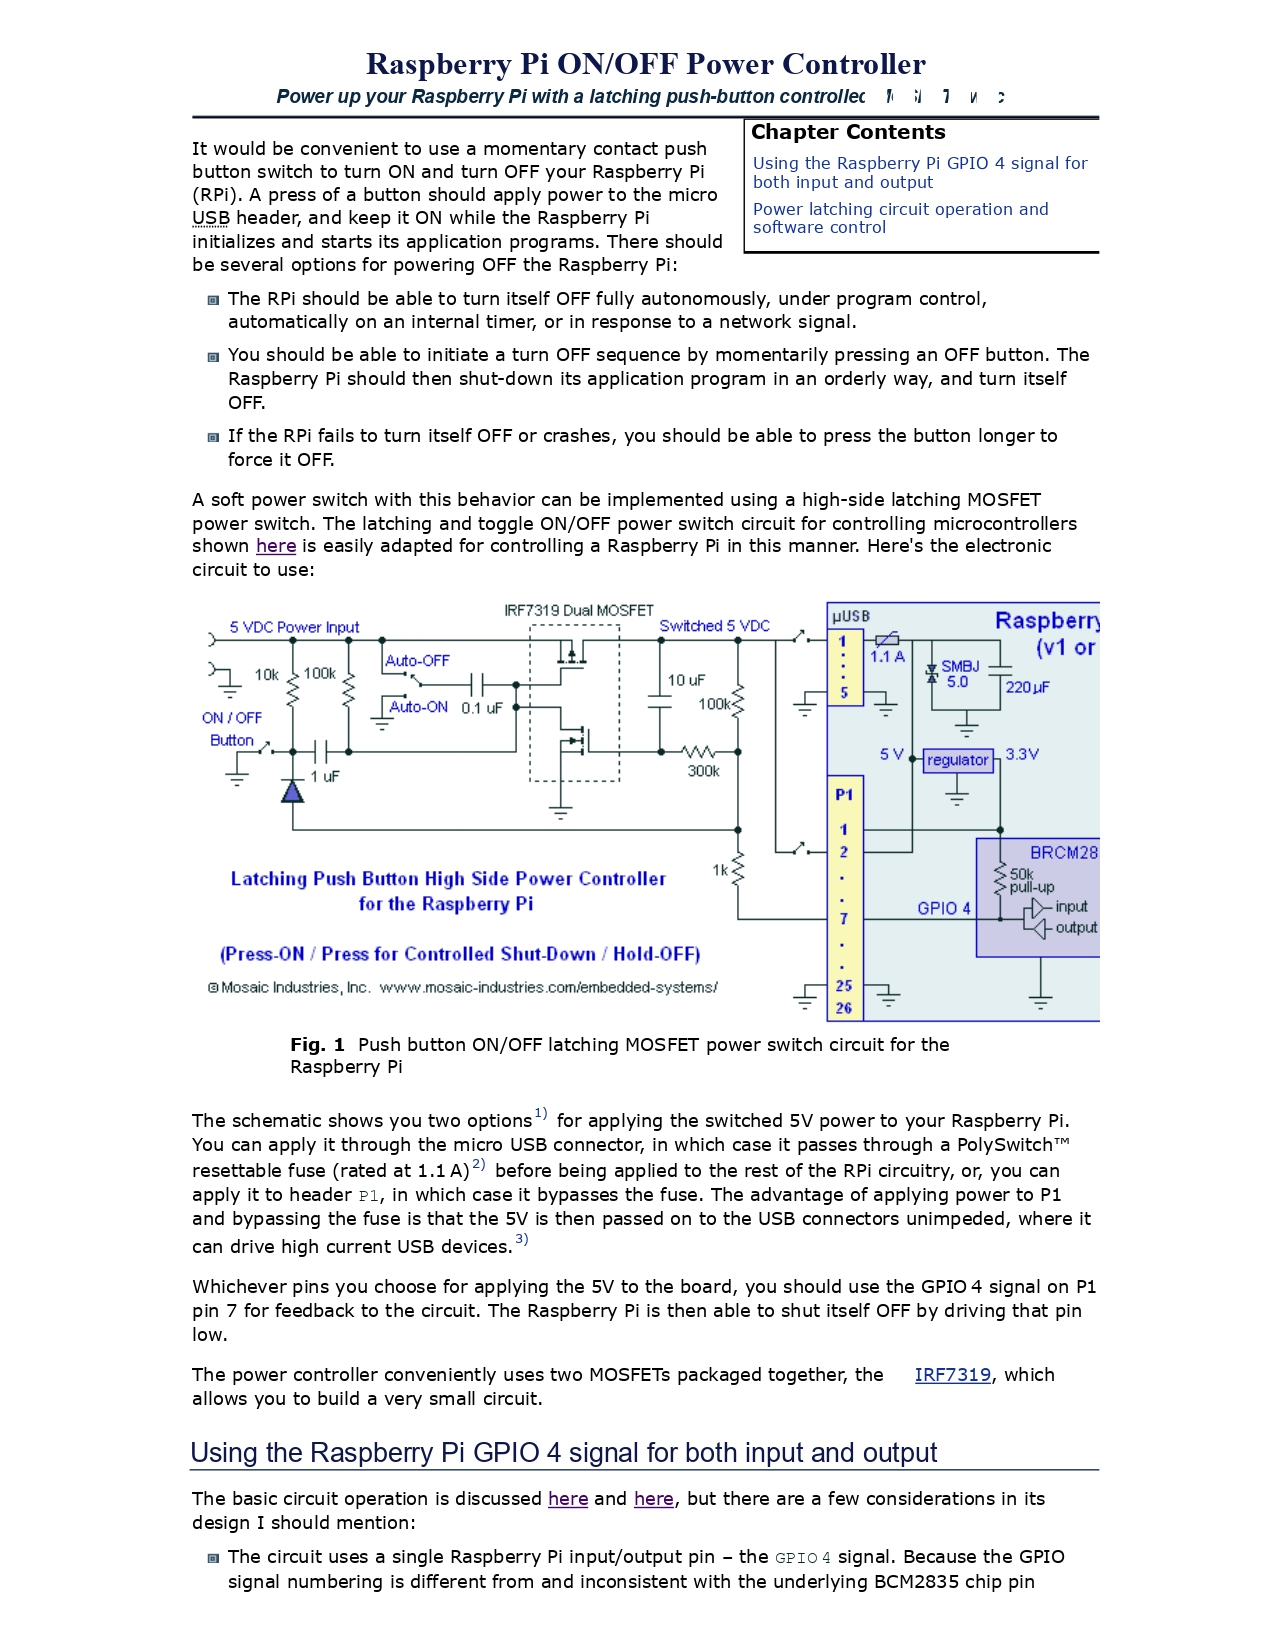 Raspberry Pi ON/OFF Power Controller
Power up your Raspberry Pi with a latching push-button controlled
Chapter Contents
Using the Raspberry Pi GPIO 4 signal for
both input and output
Power latching circuit operation and
software control
It would be convenient to use a momentary contact push
button switch to turn ON and turn OFF your Raspberry Pi
(RPi). A press of a button should apply power to the micro
USB header, and keep it ON while the Raspberry Pi
initializes and starts its application programs. There should
be several options for powering OFF the Raspberry Pi:
The RPi should be able to turn itself OFF fully autonomously, under program control,
automatically on an internal timer, or in response to a network signal.
You should be able to initiate a turn OFF sequence by momentarily pressing an OFF button. The
Raspberry Pi should then shut-down its application program in an orderly way, and turn itself
OFF.
If the RPi fails to turn itself OFF or crashes, you should be able to press the button longer to
force it OFF.
A soft power switch with this behavior can be implemented using a high-side latching MOSFET
power switch. The latching and toggle ON/OFF power switch circuit for controlling microcontrollers
shown here is easily adapted for controlling a Raspberry Pi in this manner. Here's the electronic
circuit to use:
IRF7319 Dual MOSFET
5 VDC Power Input
Switched 5 VDC
µUSB
Raspberry
(v1 or
10k
100k
Auto-OFF
Auto-ON
0.1 uF
10 uF
100k
300k
ON / OFF
Button
1 uF
1
5
1.1 A
SMBJ
5.0
220µF
5 V
regulator
3.3V
P1
1
2
7
25
26
1k
GPIO 4
BRCM28
50k
pull-up
input
output
Latching Push Button High Side Power Controller
for the Raspberry Pi
(Press-ON / Press for Controlled Shut-Down / Hold-OFF)
© Mosaic Industries, Inc. www.mosaic-industries.com/embedded-systems/
Fig. 1 Push button ON/OFF latching MOSFET power switch circuit for the
Raspberry Pi
The schematic shows you two options1) for applying the switched 5V power to your Raspberry Pi.
You can apply it through the micro USB connector, in which case it passes through a PolySwitch™
resettable fuse (rated at 1.1 A)2) before being applied to the rest of the RPi circuitry, or, you can
apply it to header P1, in which case it bypasses the fuse. The advantage of applying power to P1
and bypassing the fuse is that the 5V is then passed on to the USB connectors unimpeded, where it
can drive high current USB devices.3)
Whichever pins you choose for applying the 5V to the board, you should use the GPIO 4 signal on P1
pin 7 for feedback to the circuit. The Raspberry Pi is then able to shut itself OFF by driving that pin
low.
The power controller conveniently uses two MOSFETs packaged together, the IRF7319, which
allows you to build a very small circuit.
Using the Raspberry Pi GPIO 4 signal for both input and output
The basic circuit operation is discussed here and here, but there are a few considerations in its
design I should mention:
The circuit uses a single Raspberry Pi input/output pin – the GPIO 4 signal. Because the GPIO
signal numbering is different from and inconsistent with the underlying BCM2835 chip pin